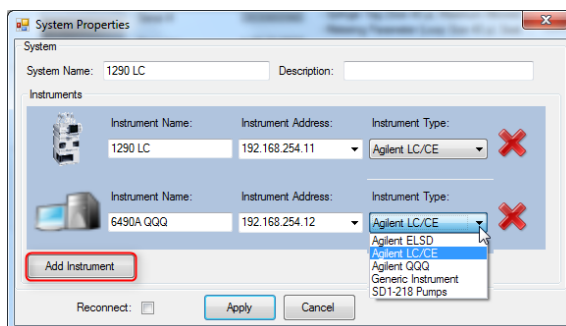 System Properties
System
System Name: 1290 LC Description:
Instruments
Instrument Name: Instrument Address: Instrument Type:
1290 LC 192.168.254.11 Agilent LC/CE
Instrument Name: Instrument Address: Instrument Type:
6490A QQQ 192.168.254.12 Agilent LC/CE
Agilent ELSD
Agilent LC/CE
Agilent QQQ
Generic Instrument
SD1-218 Pumps
Add Instrument
Reconnect: Apply Cancel